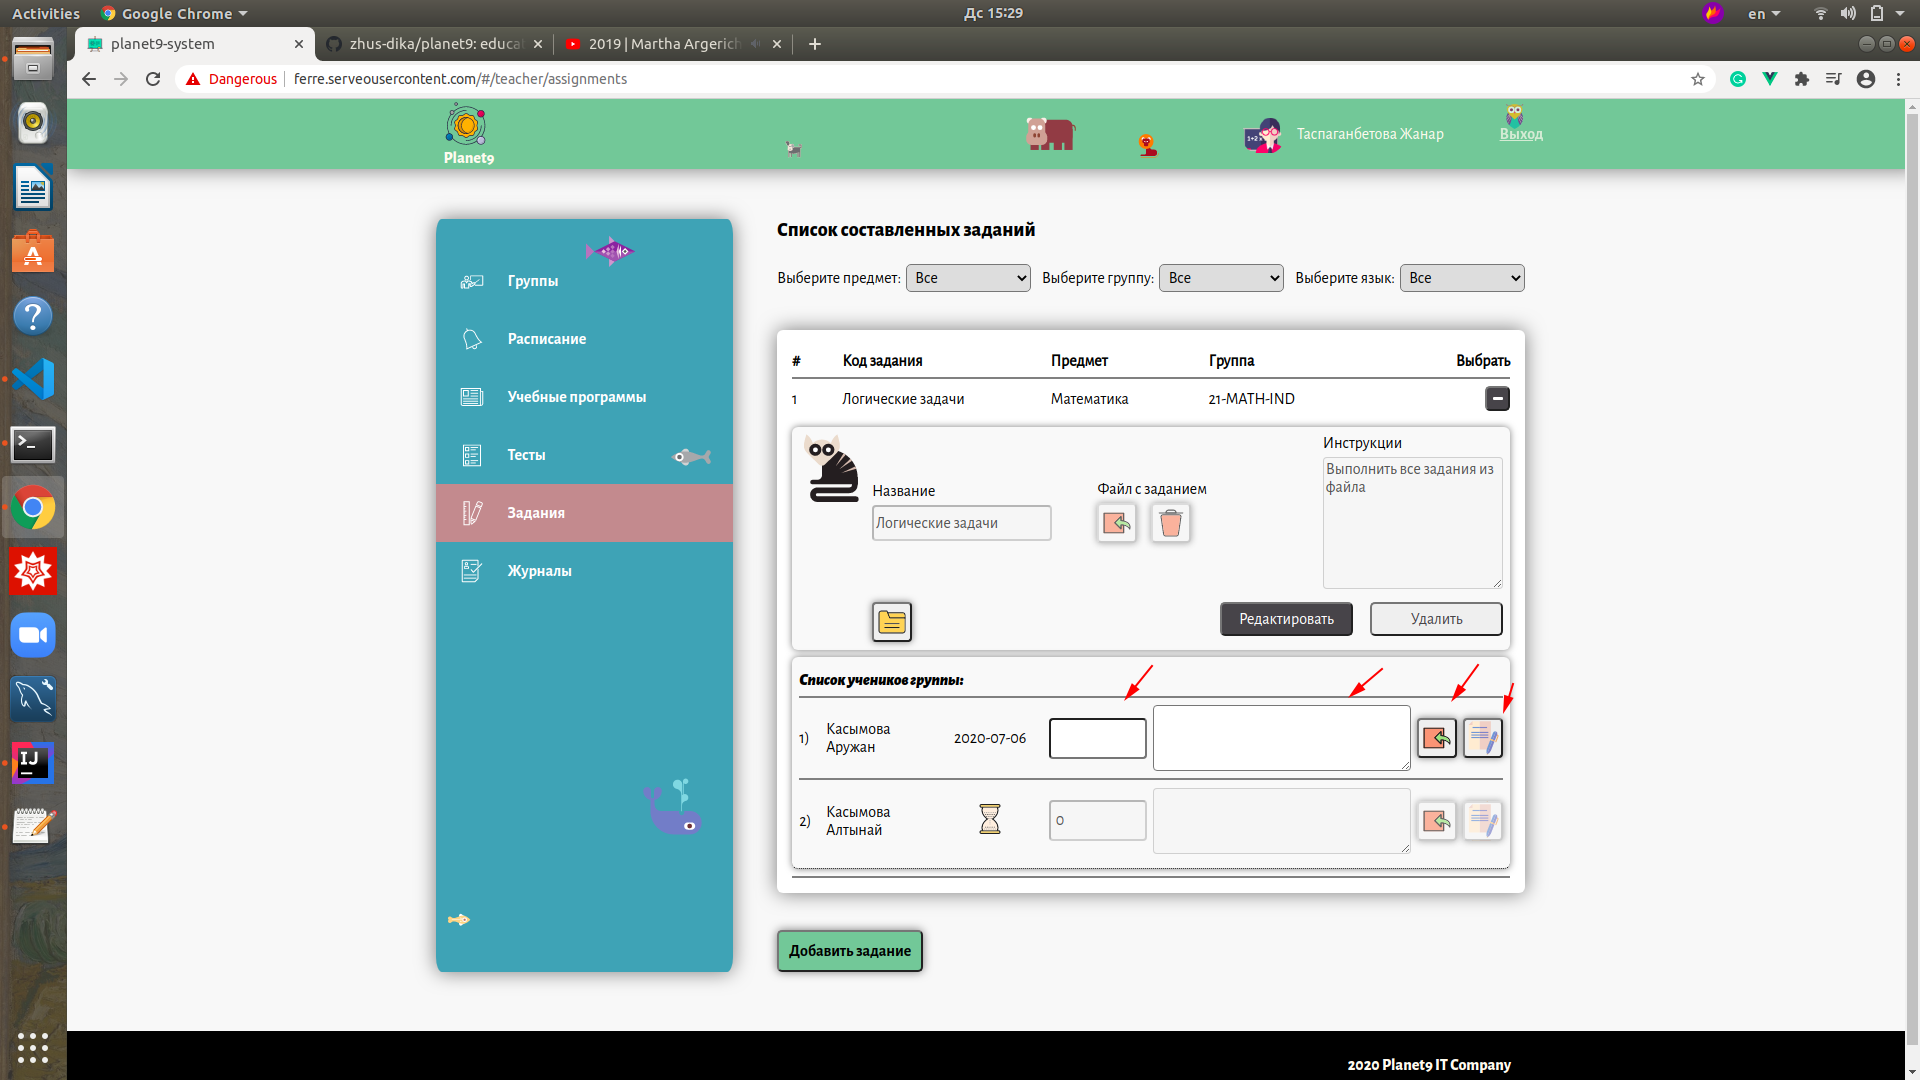 Activities
Google Chrome
Дс 15:29
en
planet9-system
zhus-dika/planet9: educa
2019 | Martha Argerich
Dangerous
ferre.serveousercontent.com/#/teacher/assignments
Planet9
1+2
Таспаганбетова Жанар
Выход
Группы
Расписание
Учебные программы
Тесты
Задания
Журналы
Список составленных заданий
Выберите предмет: Все
Выберите группу: Все
Выберите язык: Все
# Код задания Предмет Группа Выбрать
1 Логические задачи Математика 21-MATH-IND
Название
Логические задачи
Файл с заданием
Инструкции
Выполнить все задания из
файла
Редактировать
Удалить
Список учеников группы:
1) Касымова
Аружан
2020-07-06
2) Касымова
Алтынай
0
Добавить задание
2020 Planet9 IT Company
IJ